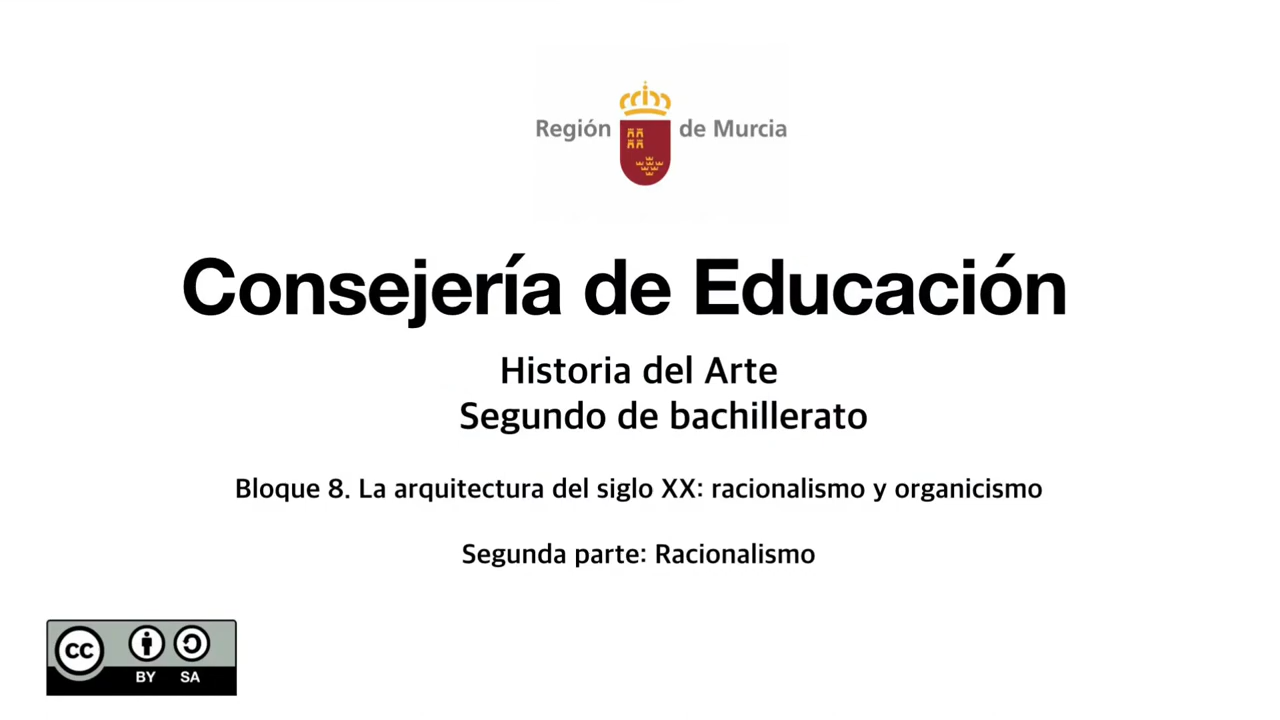 Región de Murcia
Consejería de Educación
Historia del Arte
Segundo de bachillerato
Bloque 8. La arquitectura del siglo XX: racionalismo y organicismo
Segunda parte: Racionalismo
cc
BY SA